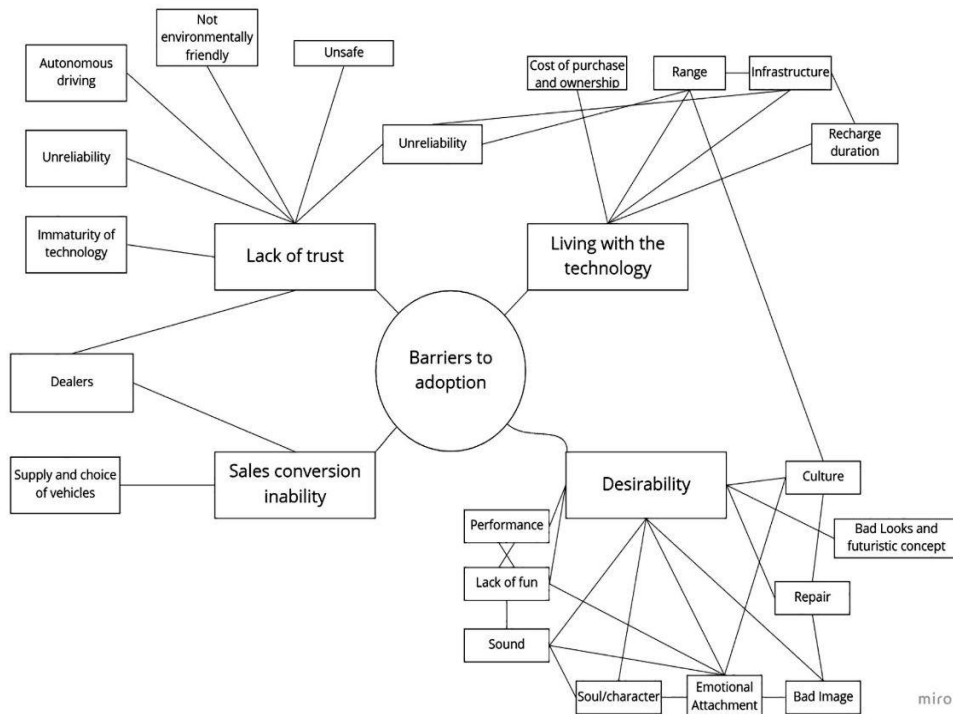 Not
environmentally
friendly
Unsafe
Autonomous
driving
Cost of purchase
and ownership
Range
Infrastructure
Unreliability
Recharge
duration
Unreliability
Immaturity of
technology
Lack of trust
Living with the
technology
Barriers to
adoption
Dealers
Supply and choice
of vehicles
Sales conversion
inability
Desirability
Culture
Performance
Bad Looks and
futuristic concept
Lack of fun
Repair
Sound
Soul/character
Emotional
Attachment
Bad Image
miro